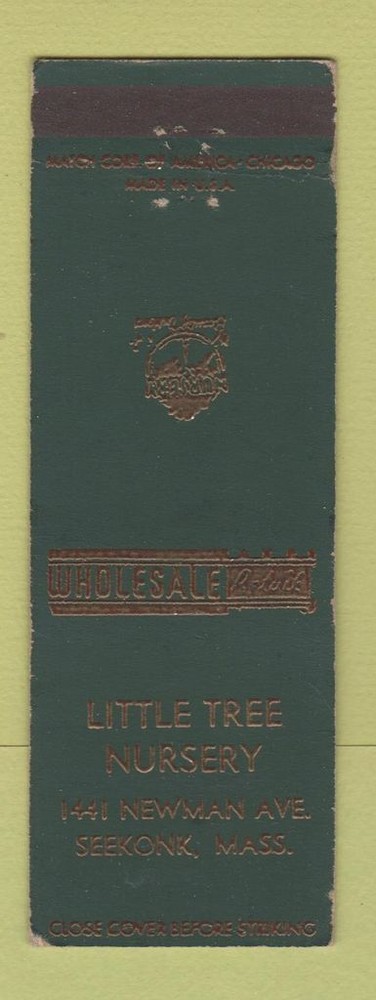 MATCH CORP. OF AMERICA, CHICAGO
MADE IN U.S.A.
NURSERY
WHOLESALE
LITTLE TREE
NURSERY
1441 NEWMAN AVE.
SEEKONK, MASS.
CLOSE COVER BEFORE STRIKING